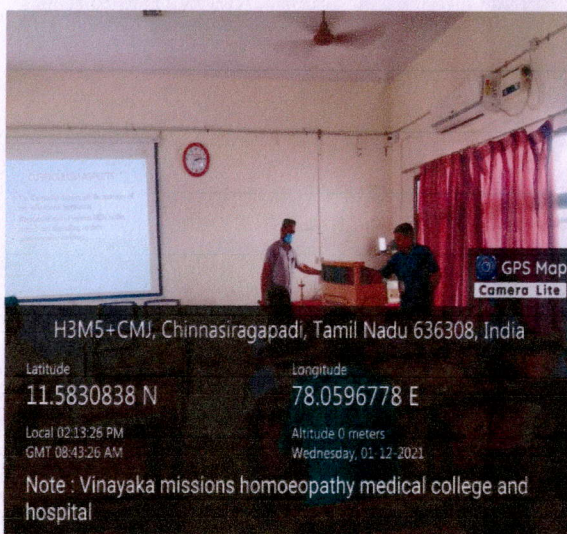 GPS Map
Camera Lite
H3M5+CMJ, Chinnasiragapadi, Tamil Nadu 636308, India
Latitude
Longitude
11.5830838 N
78.0596778 E
Local 02:13:26 PM
Altitude 0 meters
GMT 08:43:26 AM
Wednesday, 01-12-2021
Note : Vinayaka missions homoeopathy medical college and
hospital